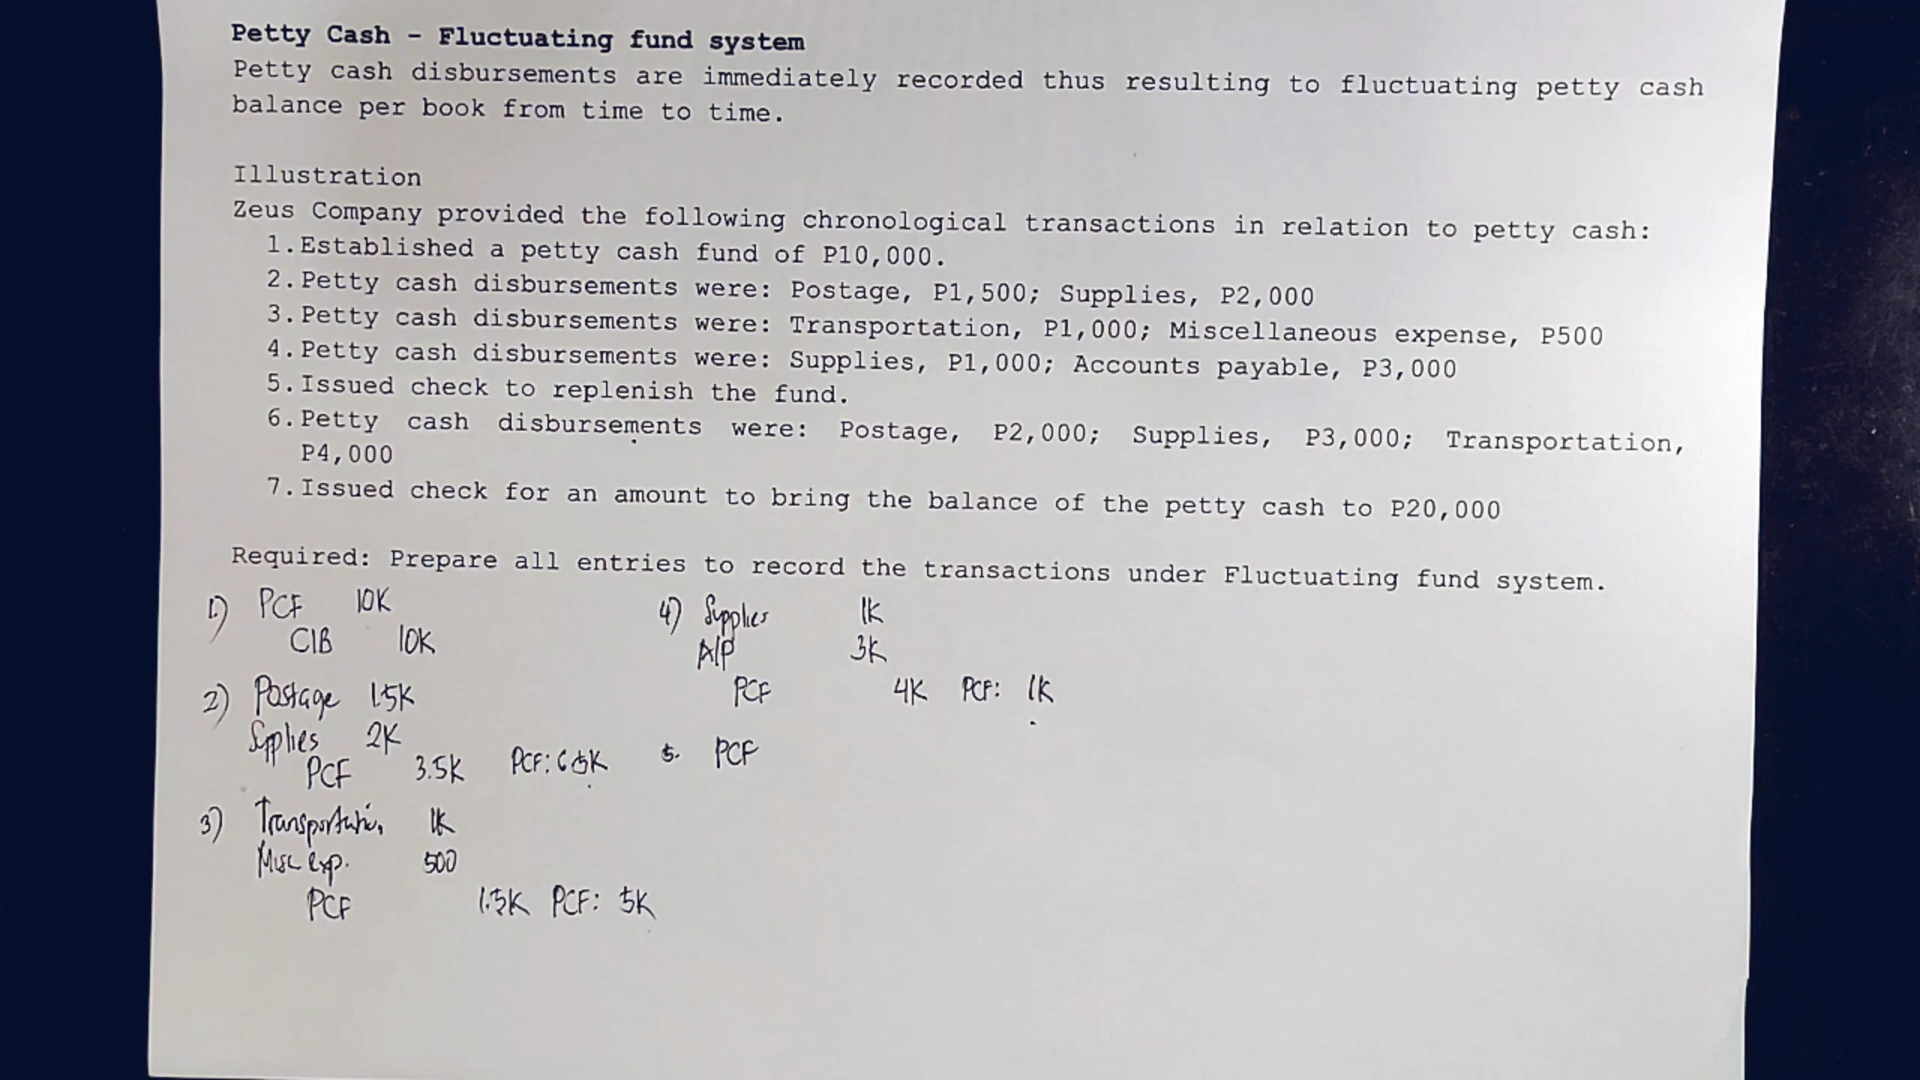 Petty Cash - Fluctuating fund system
Petty cash disbursements are immediately recorded thus resulting to fluctuating petty cash
balance per book from time to time.
Illustration
Zeus Company provided the following chronological transactions in relation to petty cash:
1. Established a petty cash fund of P10,000.
2. Petty cash disbursements were: Postage, P1,500; Supplies, P2,000
3. Petty cash disbursements were: Transportation, P1,000; Miscellaneous expense, P500
4. Petty cash disbursements were: Supplies, P1,000; Accounts payable, P3,000
5. Issued check to replenish the fund.
6. Petty cash disbursements were: Postage, P2,000; Supplies, P3,000; Transportation,
P4,000
7. Issued check for an amount to bring the balance of the petty cash to P20,000
Required: Prepare all entries to record the transactions under Fluctuating fund system.
1) PCF 10K
CIB 10K
2) Postage 1.5K
Supplies 2K
PCF 3.5K PCF: 6.5K
3) Transportation 1K
Misc exp. 500
PCF 1.5K PCF: 5K
4) Supplies 1K
A/P 3K
PCF 4K PCF: 1K
5. PCF